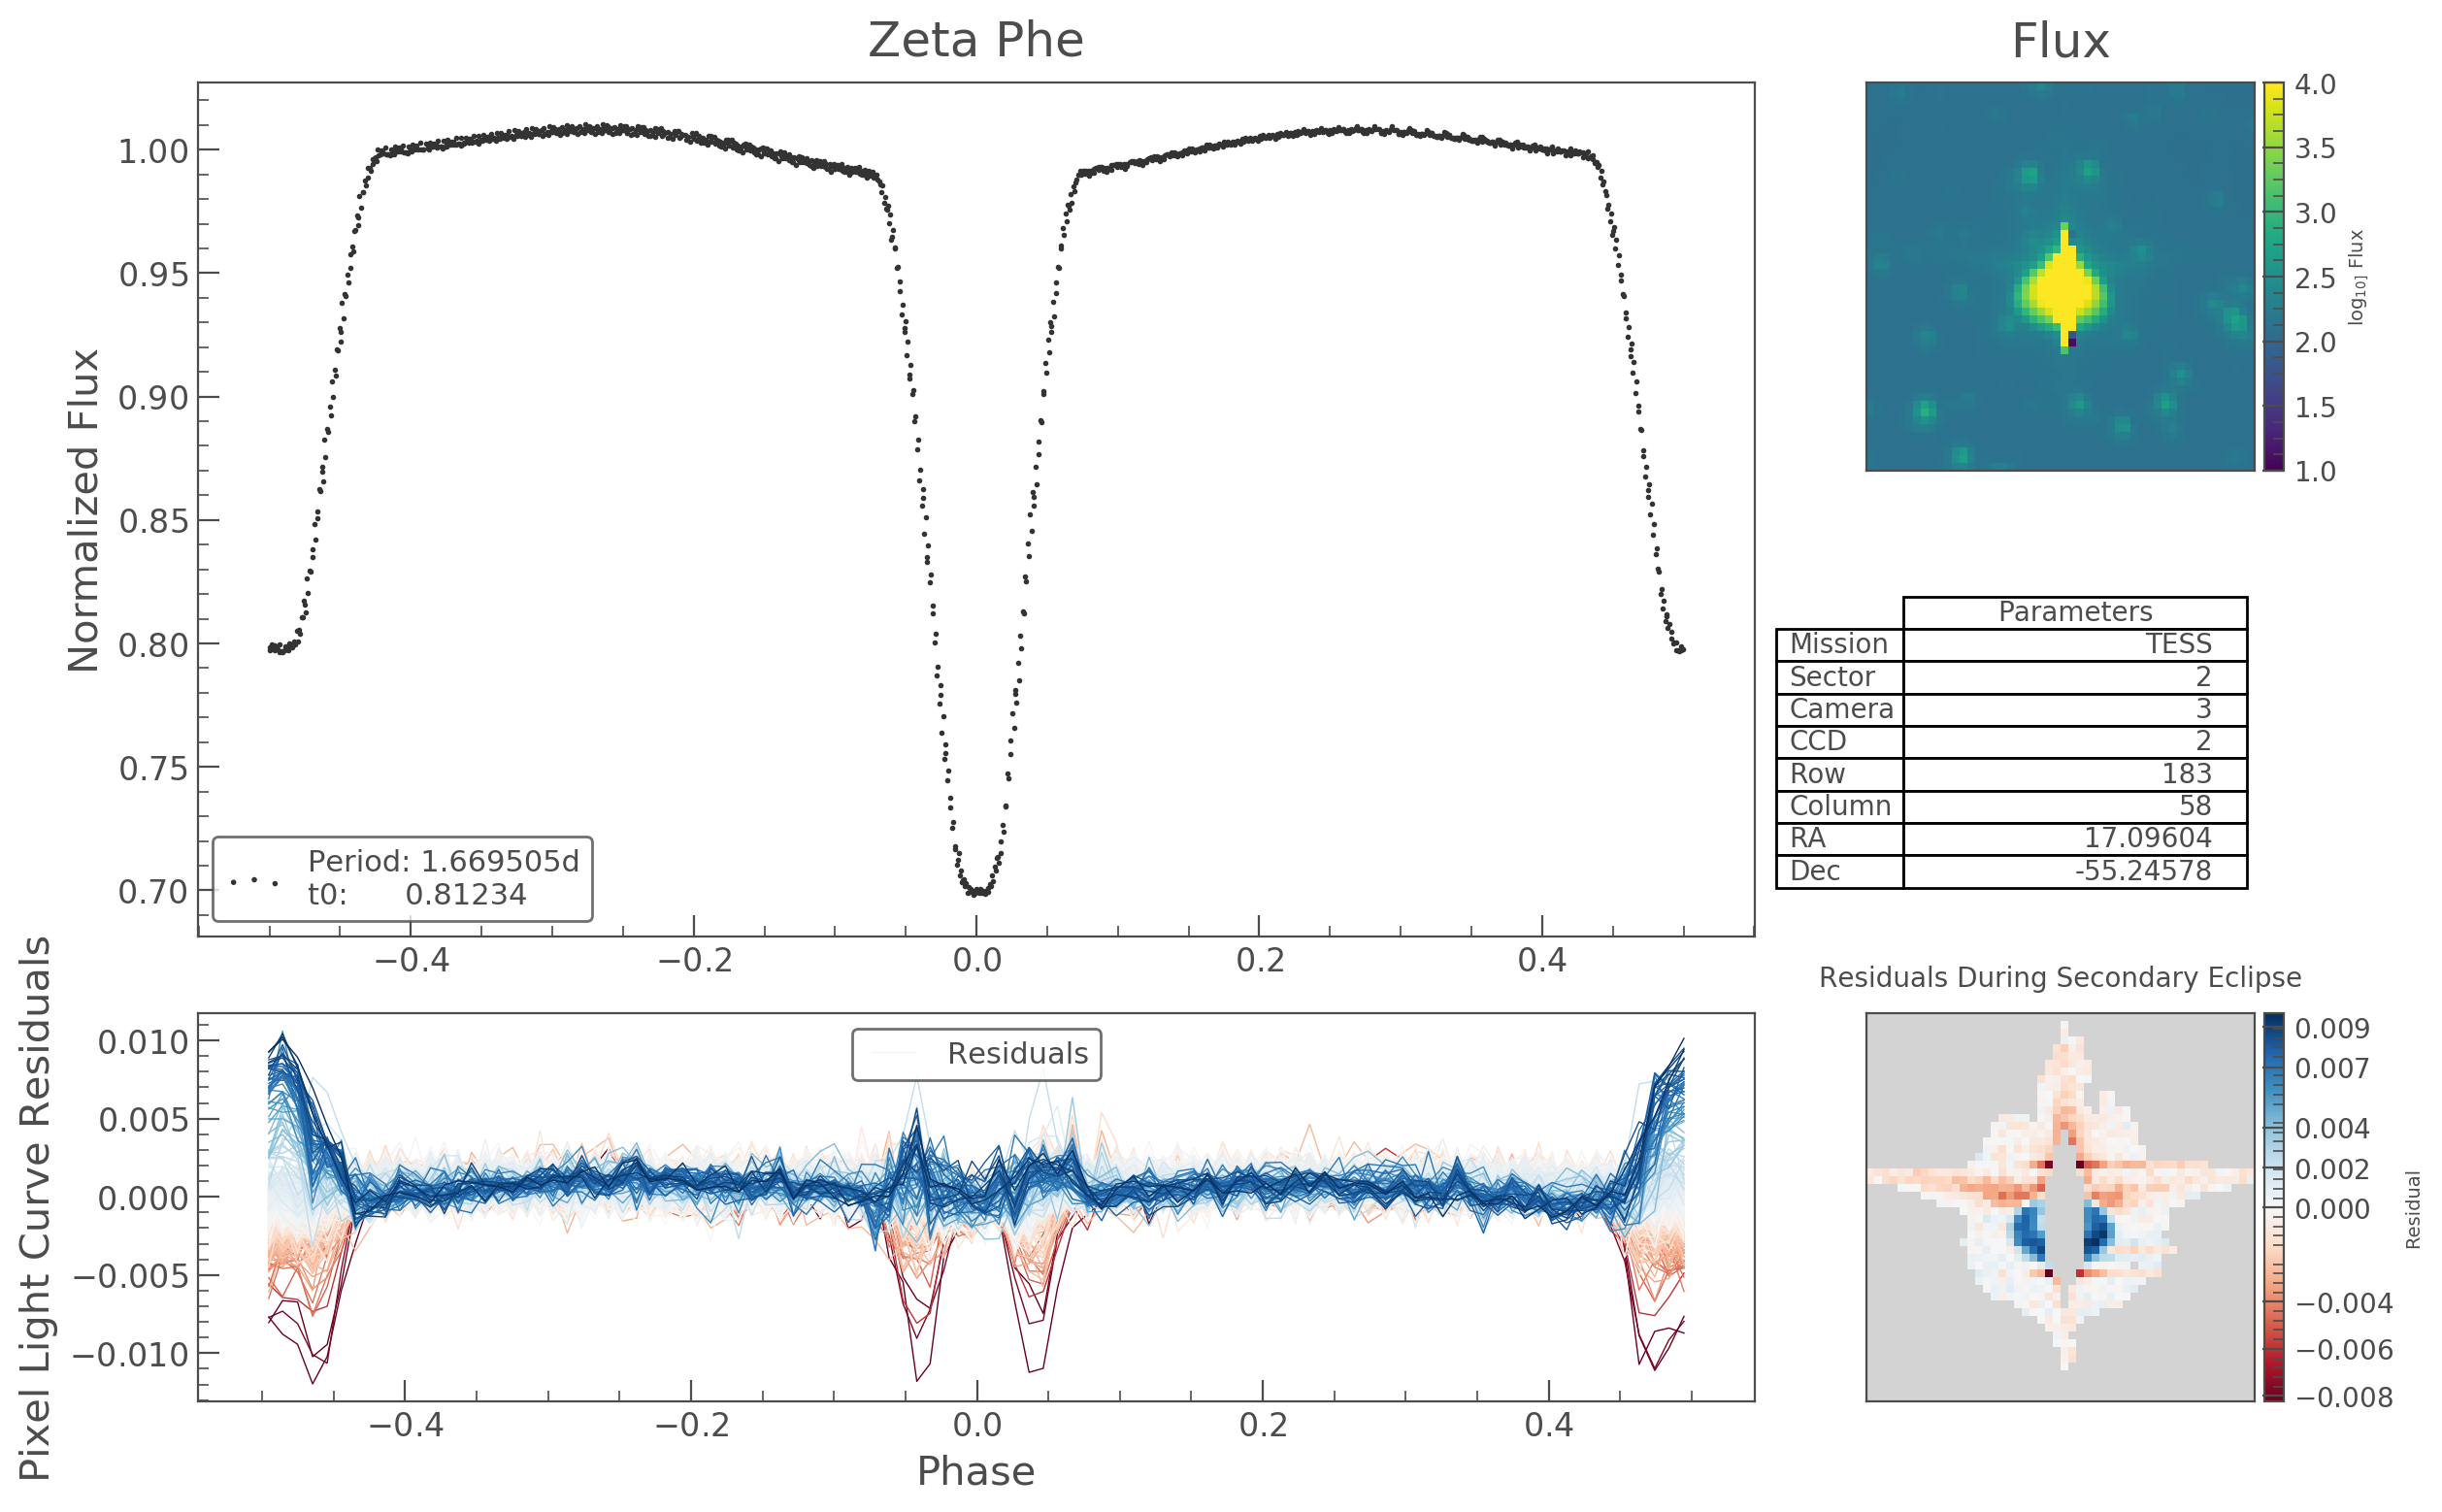 Zeta Phe
Normalized Flux
1.00
0.95
0.90
0.85
0.80
0.75
0.70
Period: 1.669505d
t0: 0.81234
−0.4 −0.2 0.0 0.2 0.4
Flux
4.0
3.5
3.0
2.5
2.0
1.5
1.0
log10] Flux
Parameters
Mission TESS
Sector 2
Camera 3
CCD 2
Row 183
Column 58
RA 17.09604
Dec -55.24578
Pixel Light Curve Residuals
0.010
0.005
0.000
−0.005
−0.010
Residuals
−0.4 −0.2 0.0 0.2 0.4
Phase
Residuals During Secondary Eclipse
0.009
0.007
0.004
0.002
0.000
−0.004
−0.006
−0.008
Residual